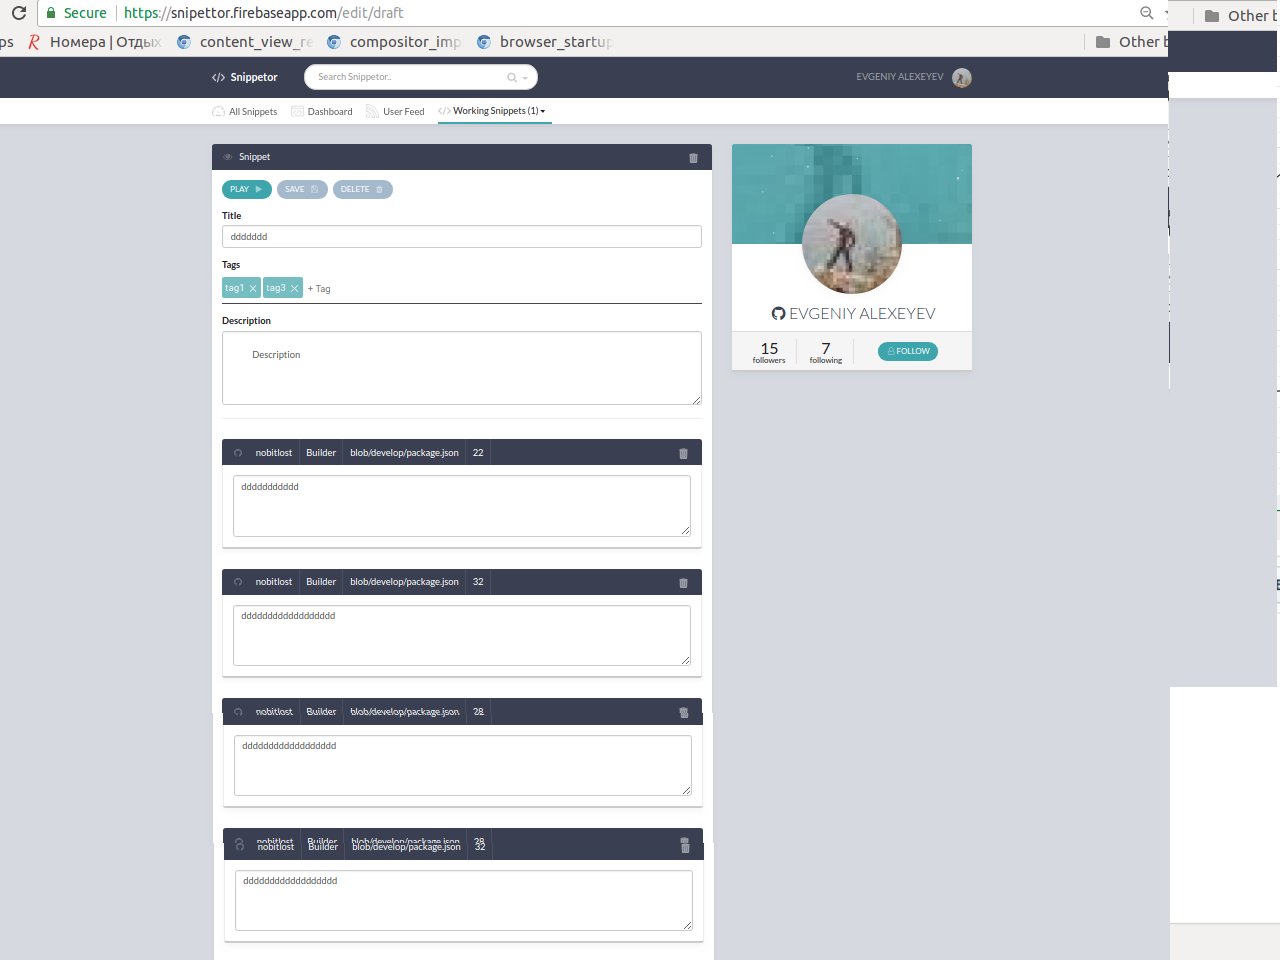 Secure https://snipettor.firebaseapp.com/edit/draft
ps Номера | Отдых content_view_re compositor_imp browser_startup Other b Other b
Snippetor Search Snippetor.. EVGENIY ALEXEYEV
All Snippets Dashboard User Feed Working Snippets (1)
Snippet
PLAY SAVE DELETE
Title
ddddddd
Tags
tag1 tag3 + Tag
Description
Description
nobitlost Builder blob/develop/package.json 22
ddddddddddd
nobitlost Builder blob/develop/package.json 32
dddddddddddddddddd
nobitlost Builder blob/develop/package.json 28
dddddddddddddddddd
nobitlost Builder blob/develop/package.json 28
nobitlost Builder blob/develop/package.json 32
dddddddddddddddddd
EVGENIY ALEXEYEV
15 7
followers following FOLLOW